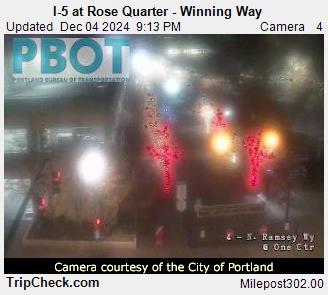 I-5 at Rose Quarter - Winning Way
Updated Dec 04 2024 9:13 PM Camera 4
PBOT
PORTLAND BUREAU OF TRANSPORTATION
4 - N. Ramsey Wy
@ One Ctr
Camera courtesy of the City of Portland
TripCheck.com Milepost302.00